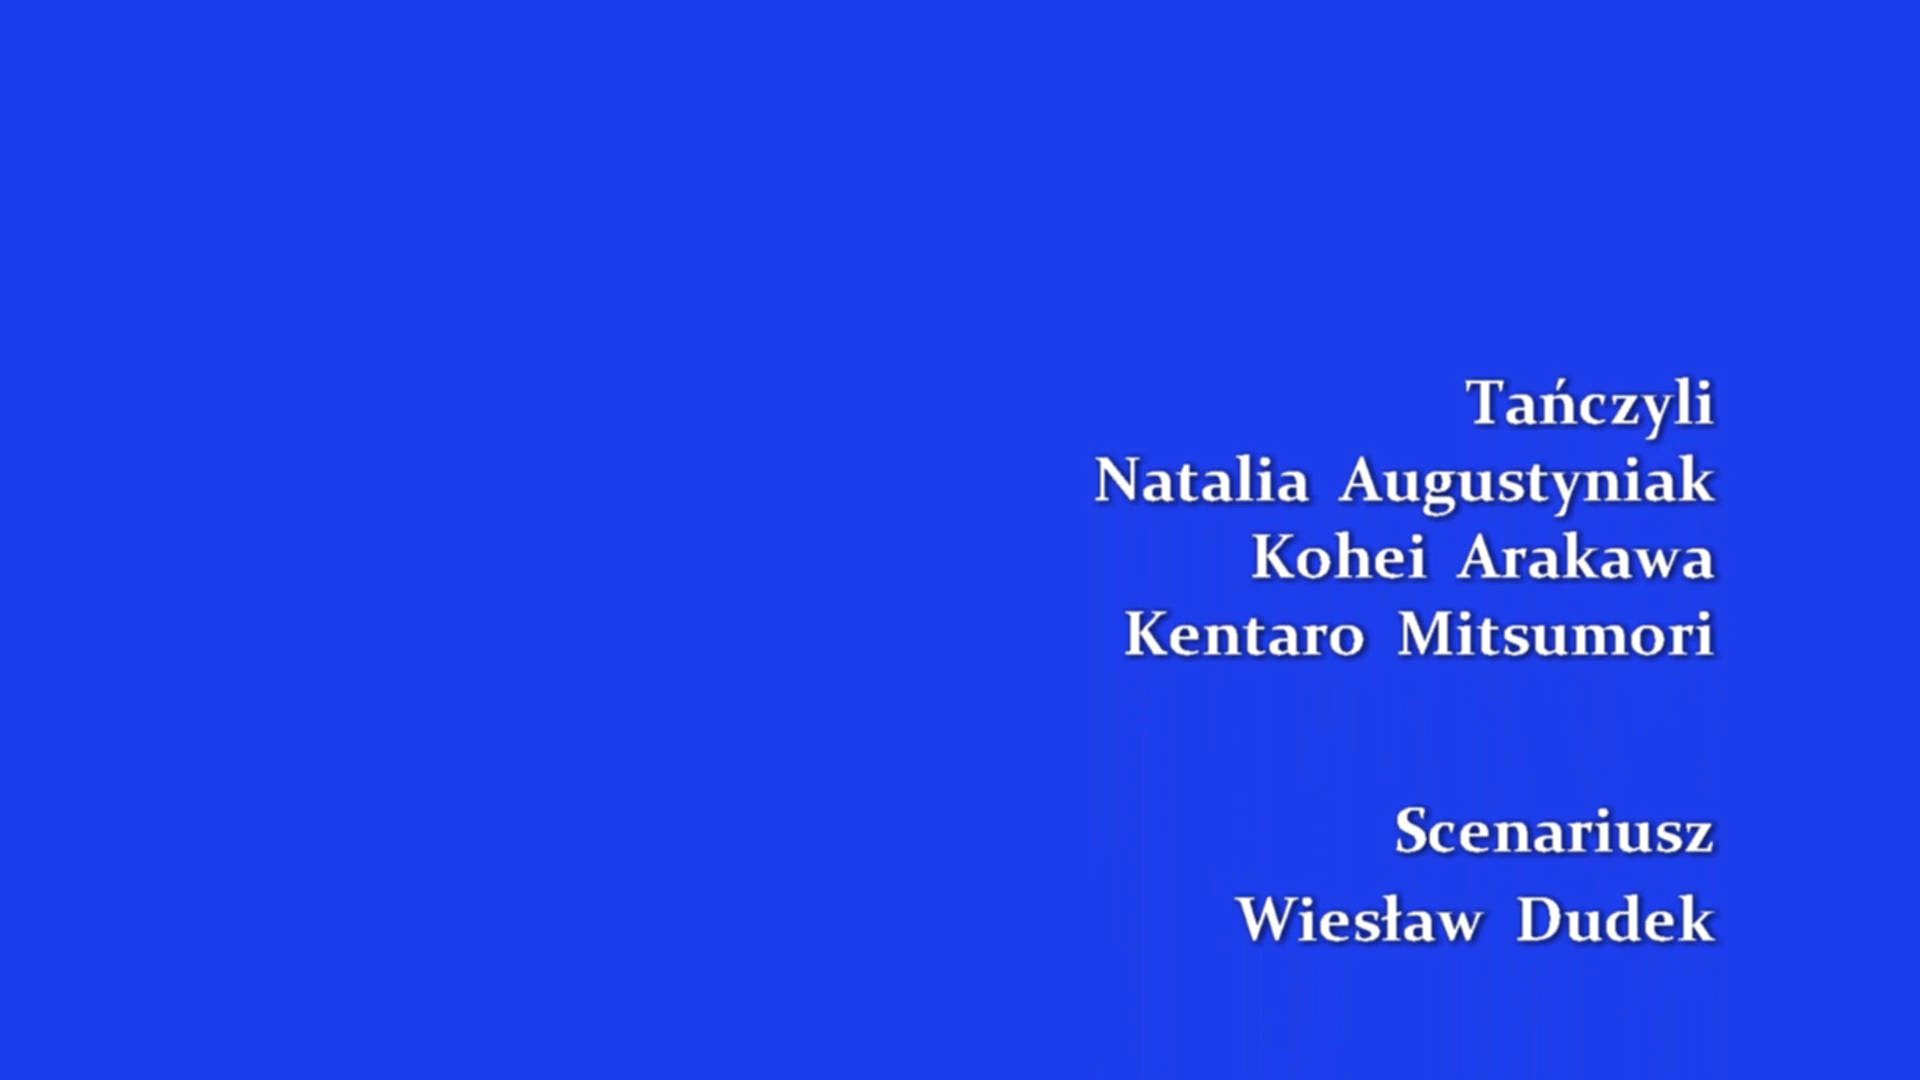 Tańczyli
Natalia Augustyniak
Kohei Arakawa
Kentaro Mitsumori
Scenariusz
Wiesław Dudek